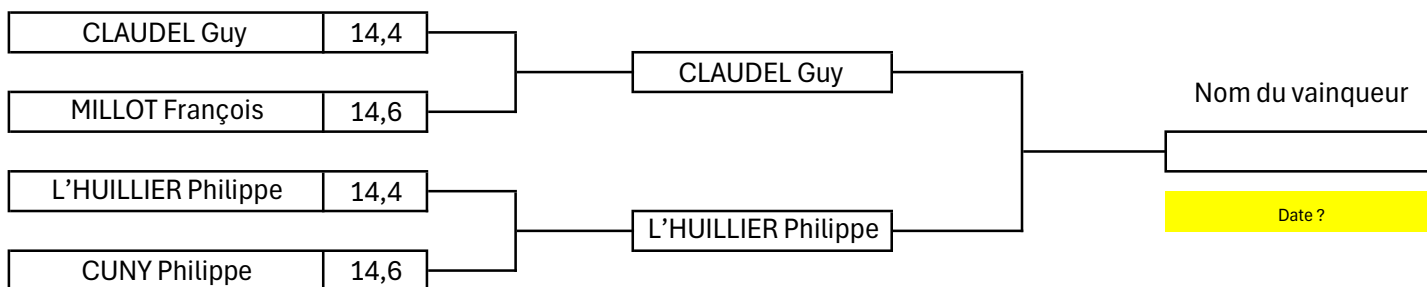 CLAUDEL Guy 14,4
CLAUDEL Guy
MILLOT François 14,6
Nom du vainqueur
L’HUILLIER Philippe 14,4
L’HUILLIER Philippe
Date ?
CUNY Philippe 14,6